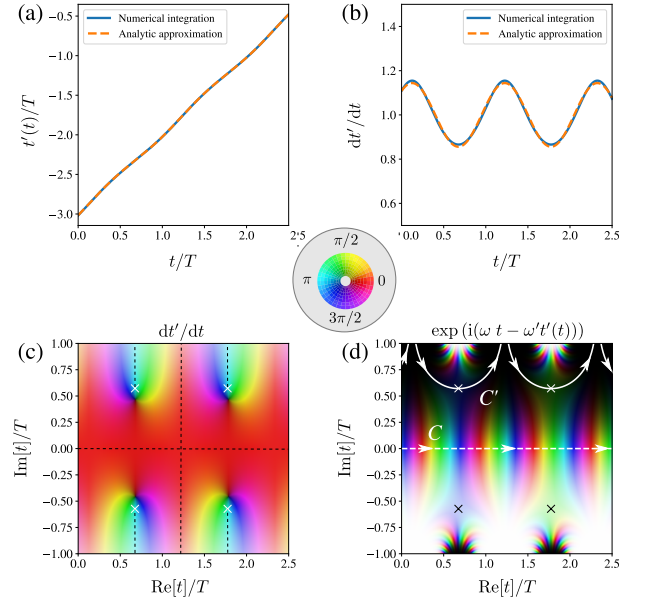 (a)
Numerical integration
Analytic approximation
−0.5
−1.0
−1.5
−2.0
−2.5
−3.0
t′(t)/T
0.0 0.5 1.0 1.5 2.0 2.5
t/T
(b)
Numerical integration
Analytic approximation
1.4
1.2
1.0
0.8
0.6
dt′/dt
0.0 0.5 1.0 1.5 2.0 2.5
t/T
π/2
π 0
3π/2
dt′/dt
(c)
1.00
0.75
0.50
0.25
0.00
−0.25
−0.50
−0.75
−1.00
Im[t]/T
0.0 0.5 1.0 1.5 2.0 2.5
Re[t]/T
exp (i(ω t − ω′t′(t)))
(d)
1.00
0.75
0.50
0.25
0.00
−0.25
−0.50
−0.75
−1.00
Im[t]/T
C′
C
0.0 0.5 1.0 1.5 2.0 2.5
Re[t]/T